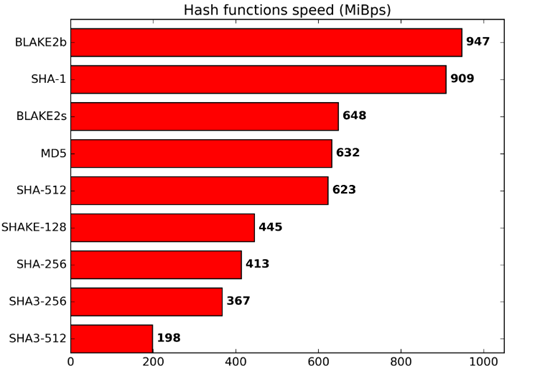 Hash functions speed (MiBps)
BLAKE2b 947
SHA-1 909
BLAKE2s 648
MD5 632
SHA-512 623
SHAKE-128 445
SHA-256 413
SHA3-256 367
SHA3-512 198
0 200 400 600 800 1000